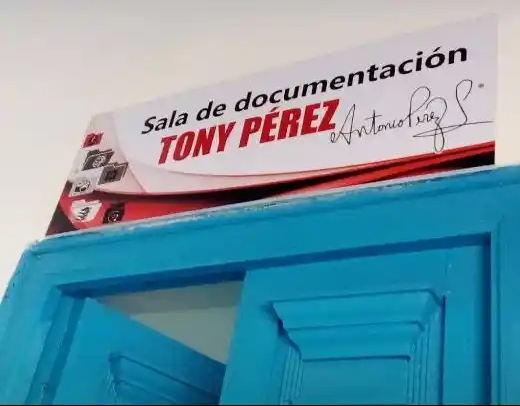 Sala de documentación
TONY PÉREZ
Antonio Pérez S.